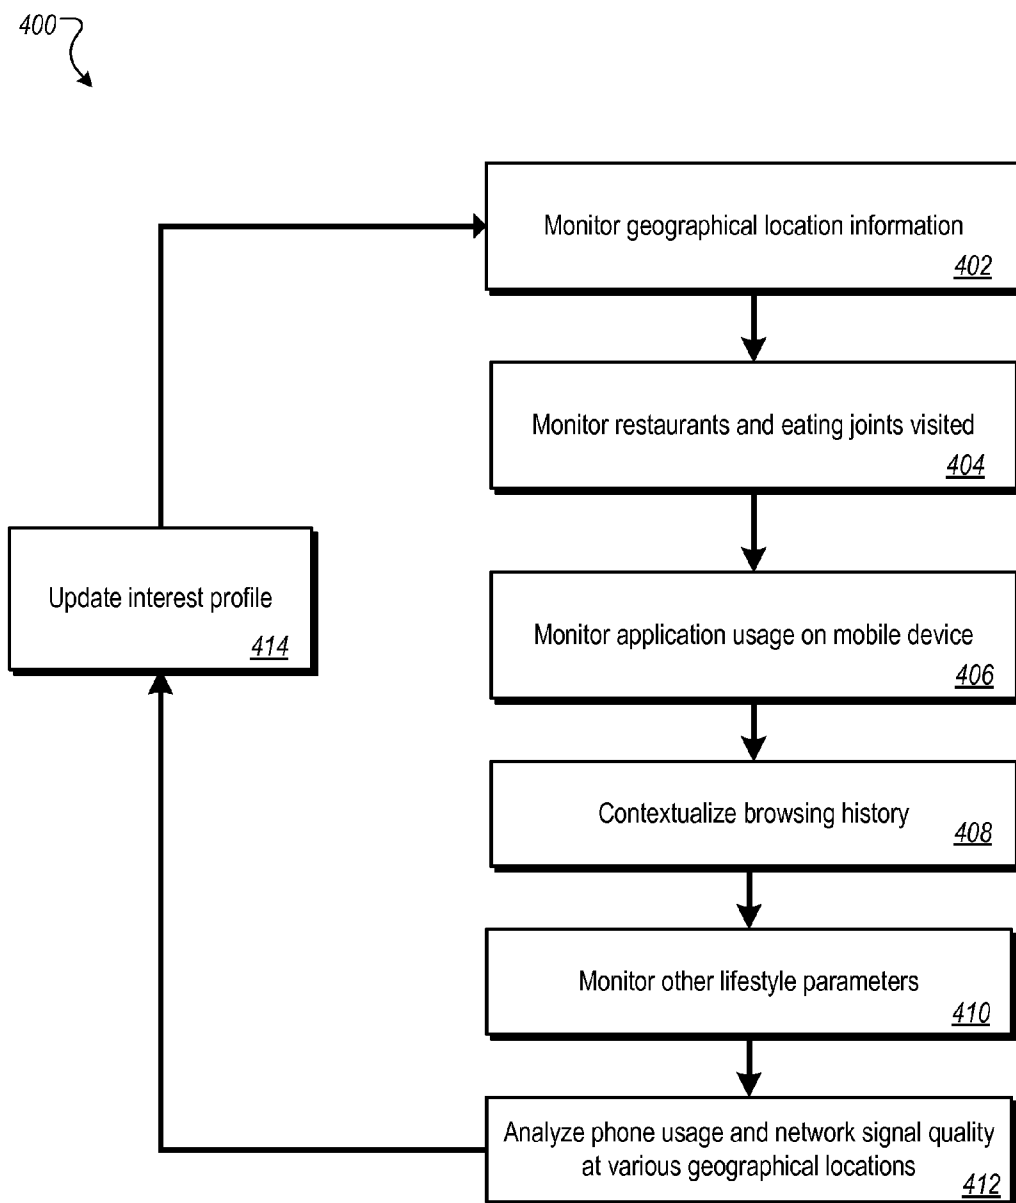 400
Monitor geographical location information
402
Monitor restaurants and eating joints visited
404
Update interest profile
414
Monitor application usage on mobile device
406
Contextualize browsing history
408
Monitor other lifestyle parameters
410
Analyze phone usage and network signal quality
at various geographical locations
412